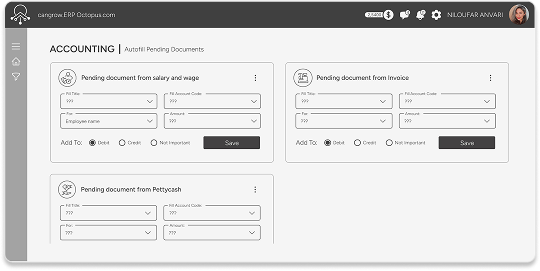 cangrow.ERP Octopus.com
NILOUFAR ANVARI
ACCOUNTING | Autofill Pending Documents
Pending document from salary and wage
Fill Title: Fill Account Code:
??? ???
For: Amount:
Employee name ???
Add To: Debit Credit Not Important Save
Pending document from Invoice
Fill Title: Fill Account Code:
??? ???
For: Amount:
??? ???
Add To: Debit Credit Not Important Save
Pending document from Pettycash
Fill Title: Fill Account Code:
??? ???
For: Amount:
??? ???